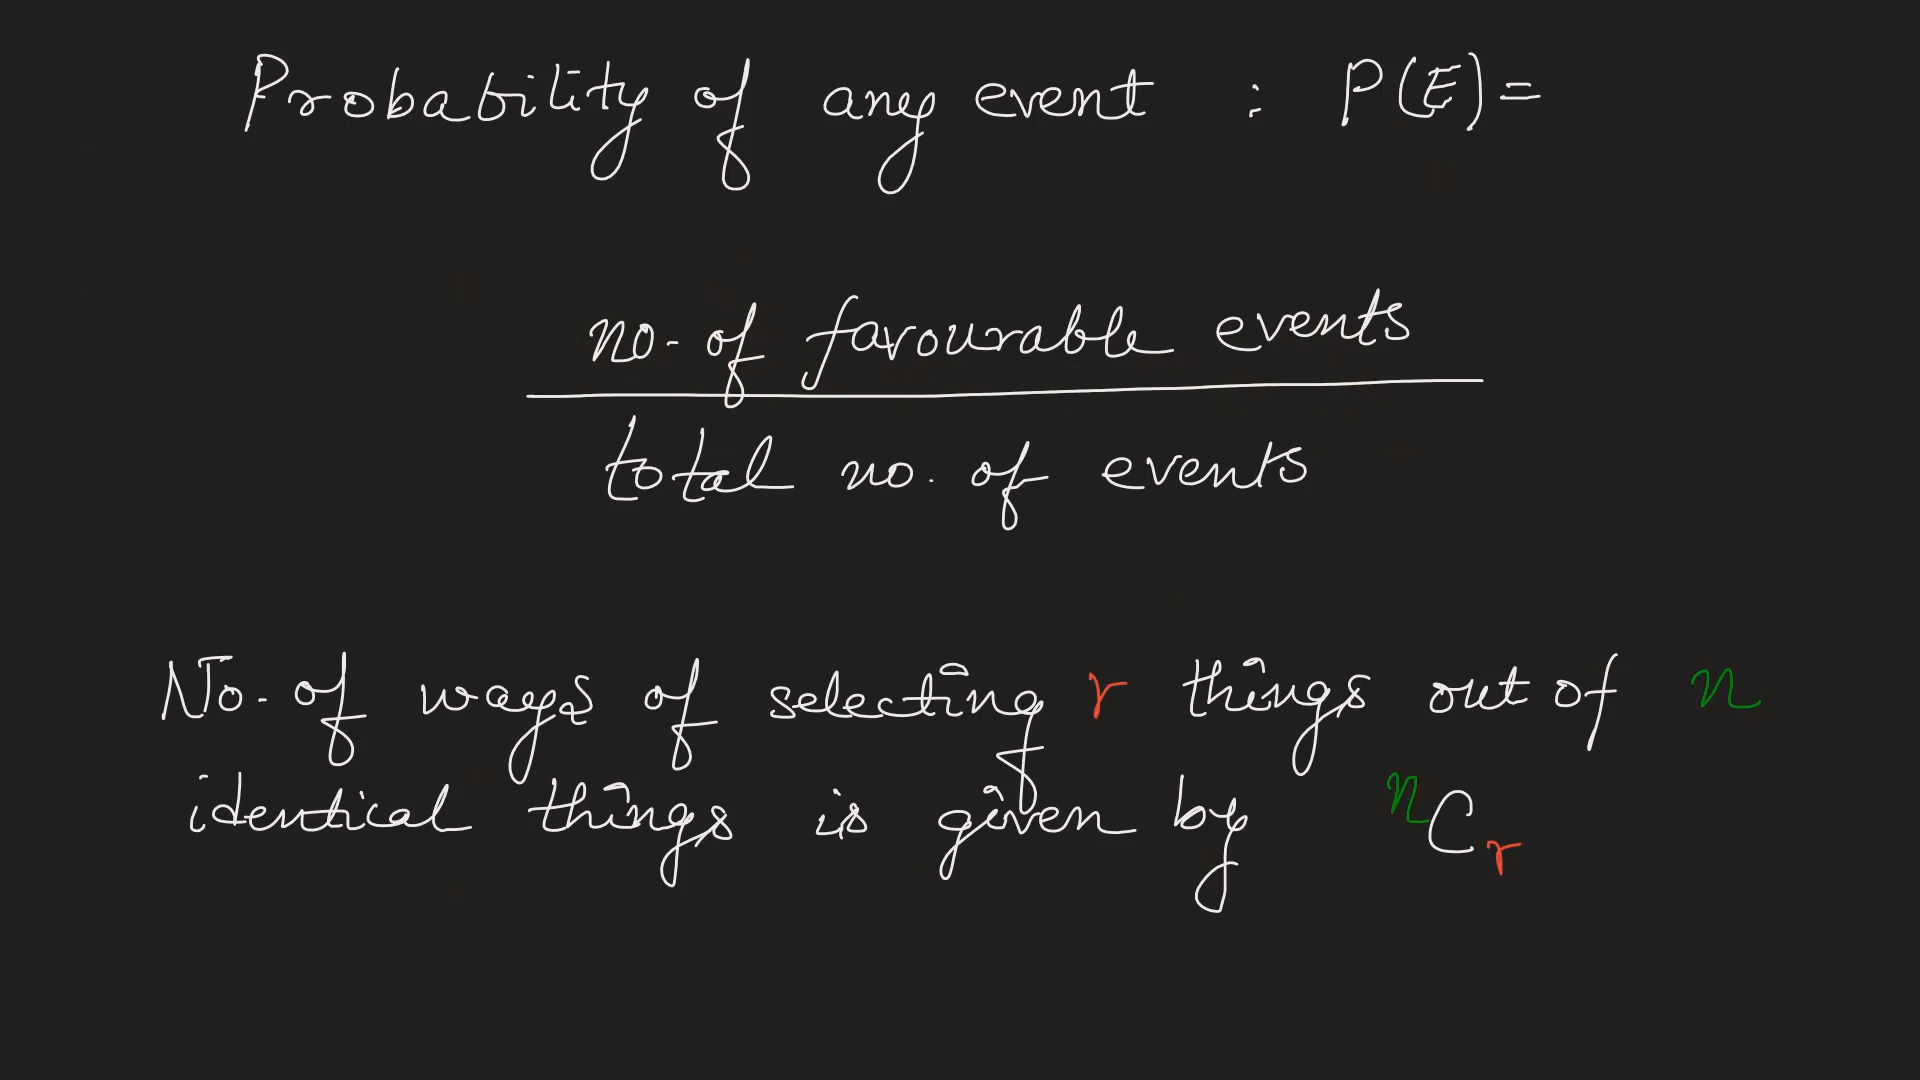 Probability of any event : P(E)=
no. of favourable events
total no. of events
No. of ways of selecting r things out of n
identical things is given by ⁿCᵣ